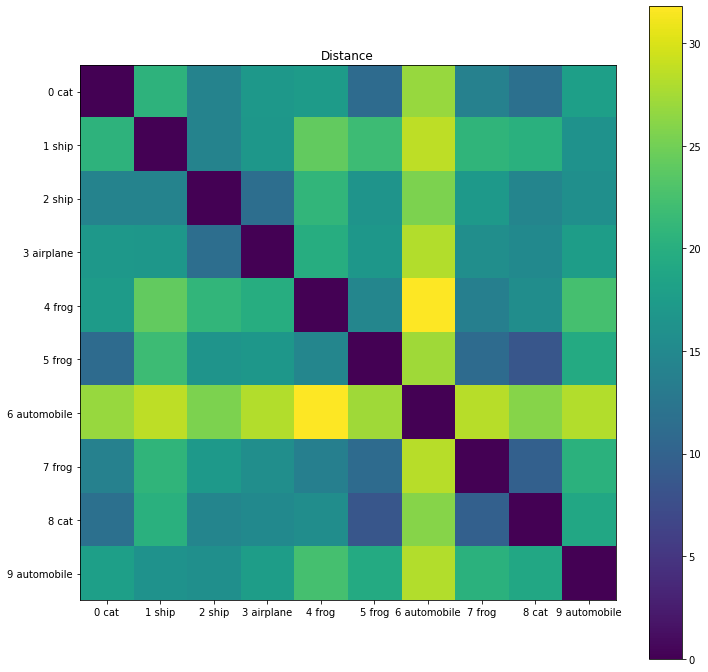 Distance
0 cat
1 ship
2 ship
3 airplane
4 frog
5 frog
6 automobile
7 frog
8 cat
9 automobile
0 cat 1 ship 2 ship 3 airplane 4 frog 5 frog 6 automobile 7 frog 8 cat 9 automobile
30
25
20
15
10
5
0